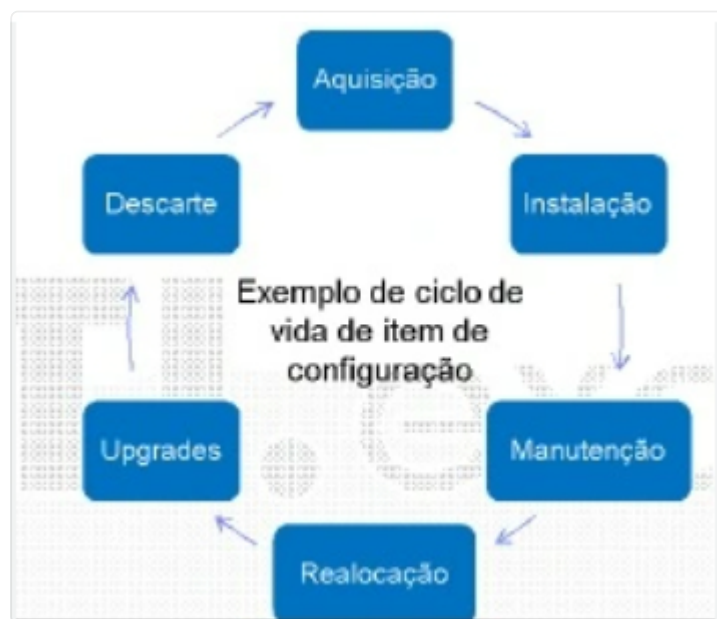 Aquisição
Instalação
Manutenção
Realocação
Upgrades
Descarte
Exemplo de ciclo de
vida de item de
configuração